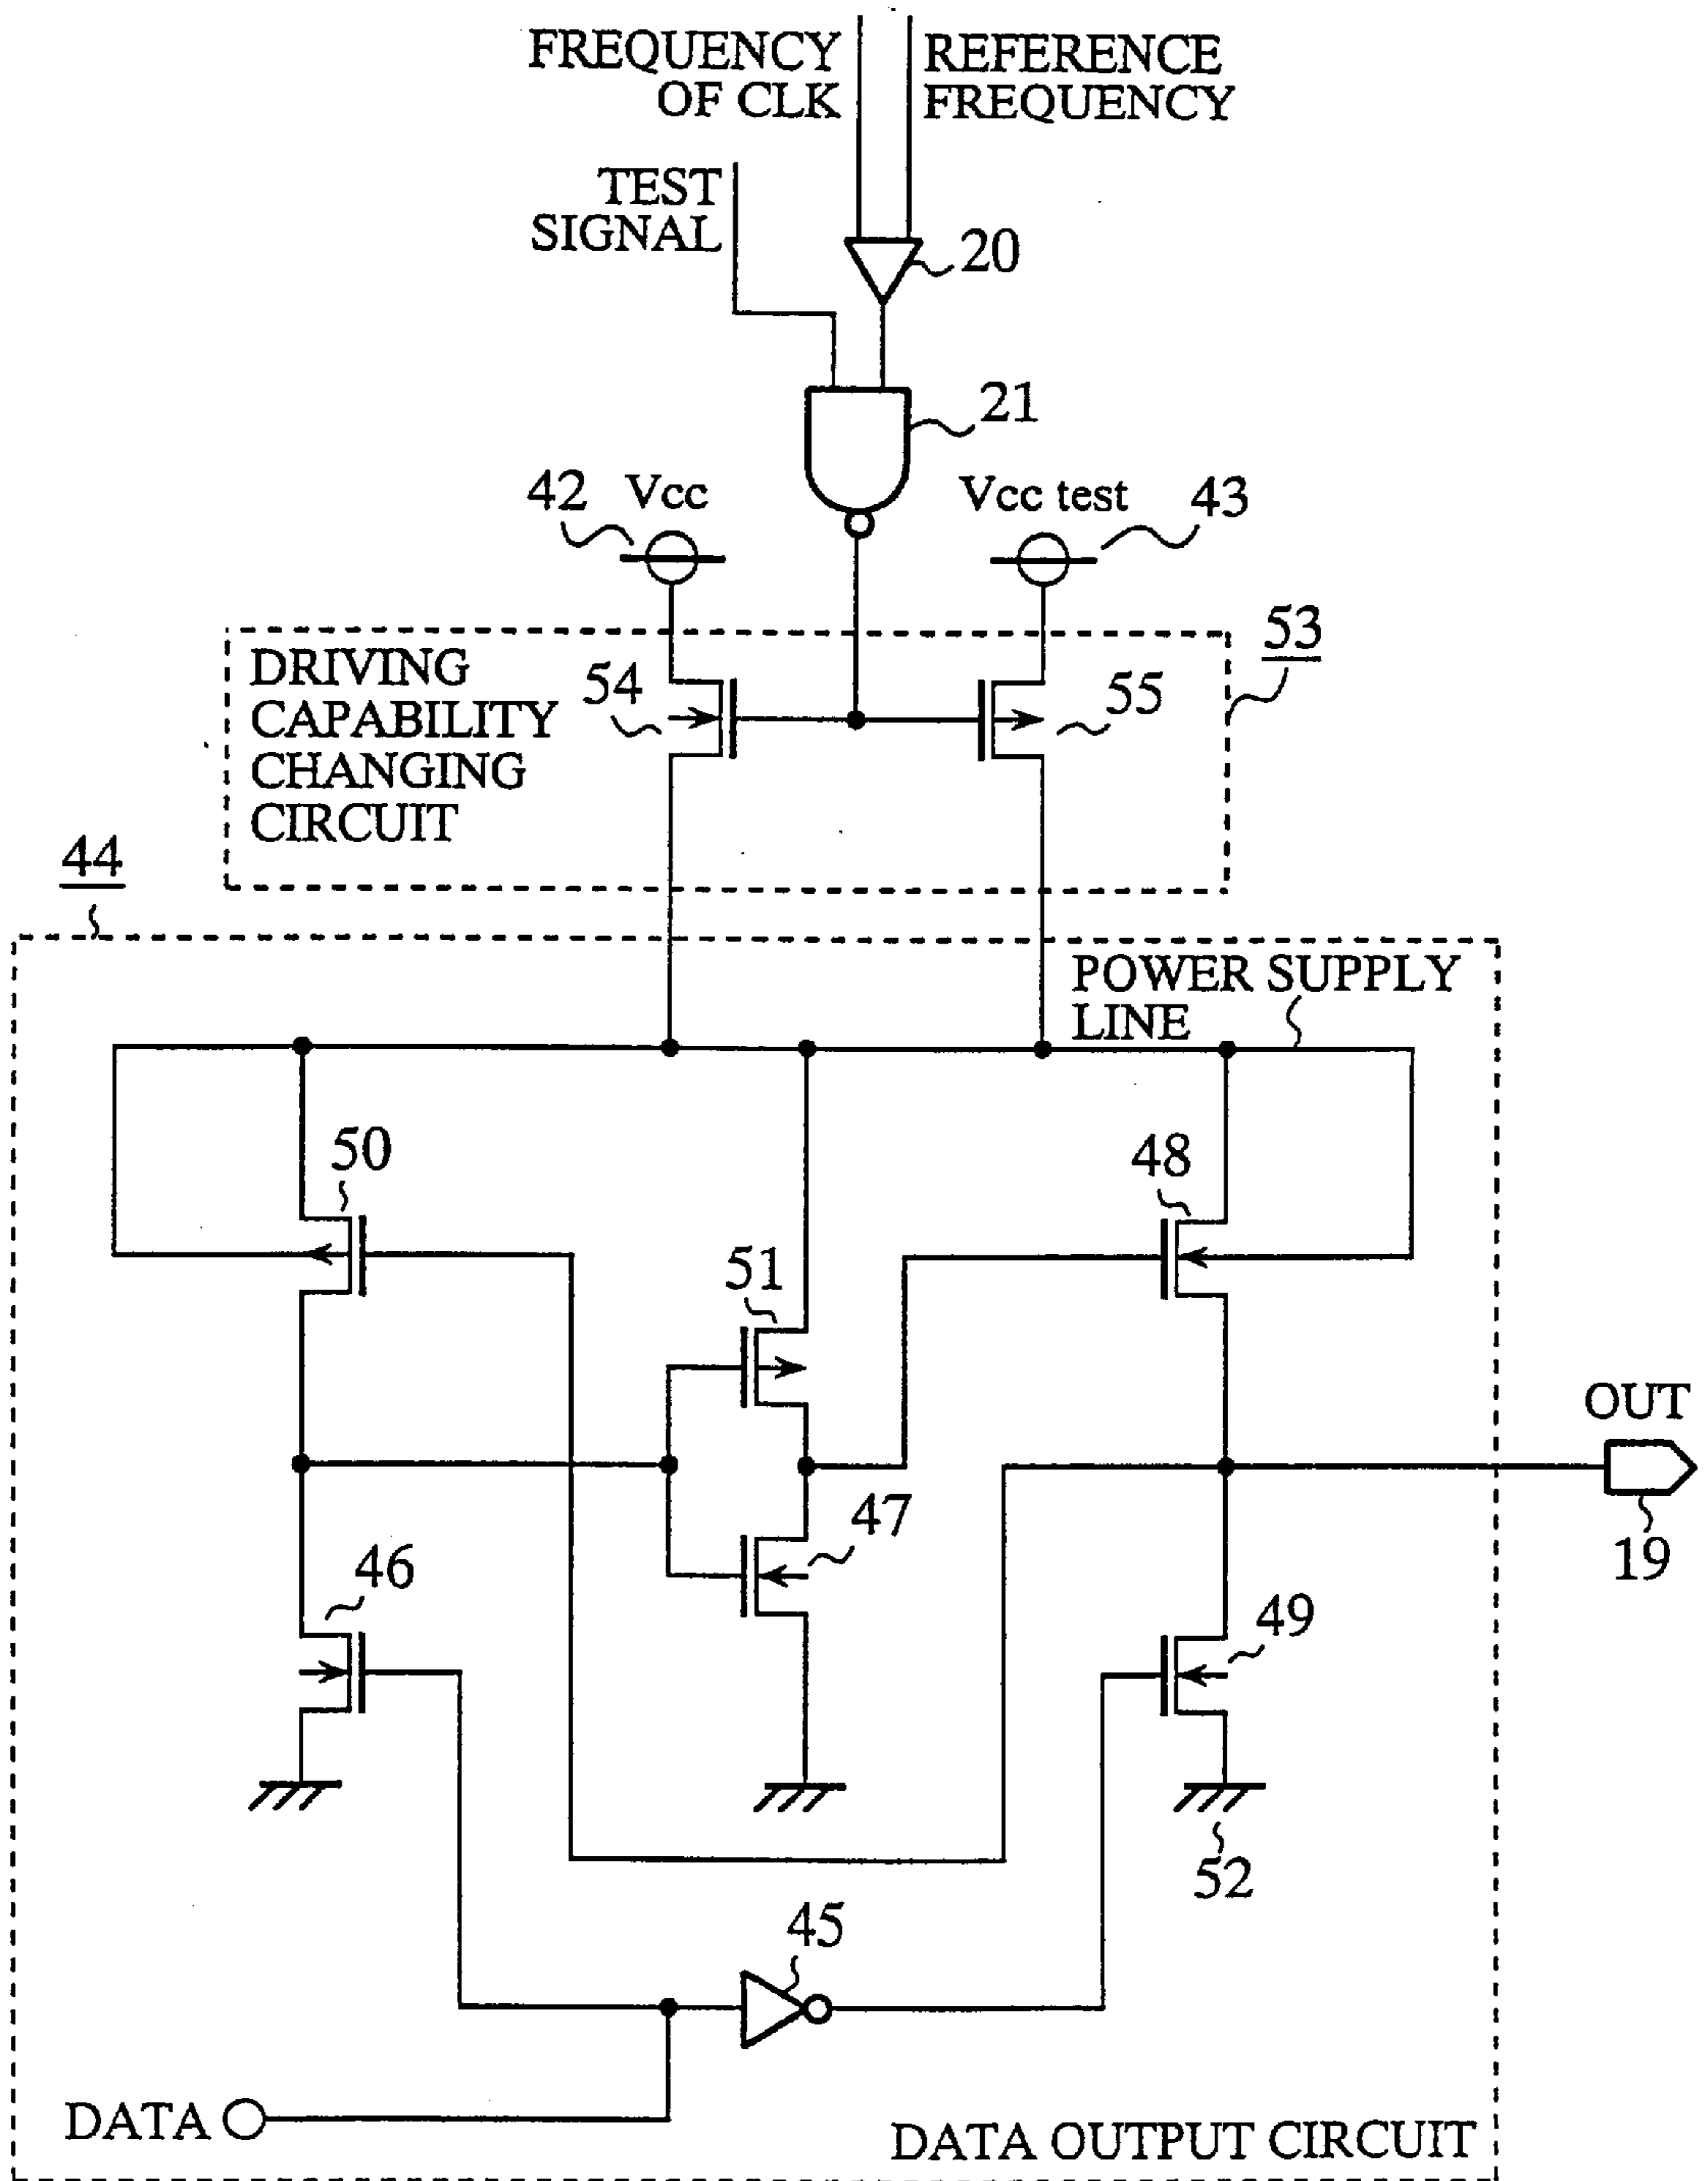 FREQUENCY
OF CLK
REFERENCE
FREQUENCY
TEST
SIGNAL
20
21
42
Vcc
Vcc test
43
53
DRIVING
CAPABILITY
CHANGING
CIRCUIT
54
55
44
POWER SUPPLY
LINE
50
48
51
OUT
47
19
46
49
52
45
DATA
DATA OUTPUT CIRCUIT